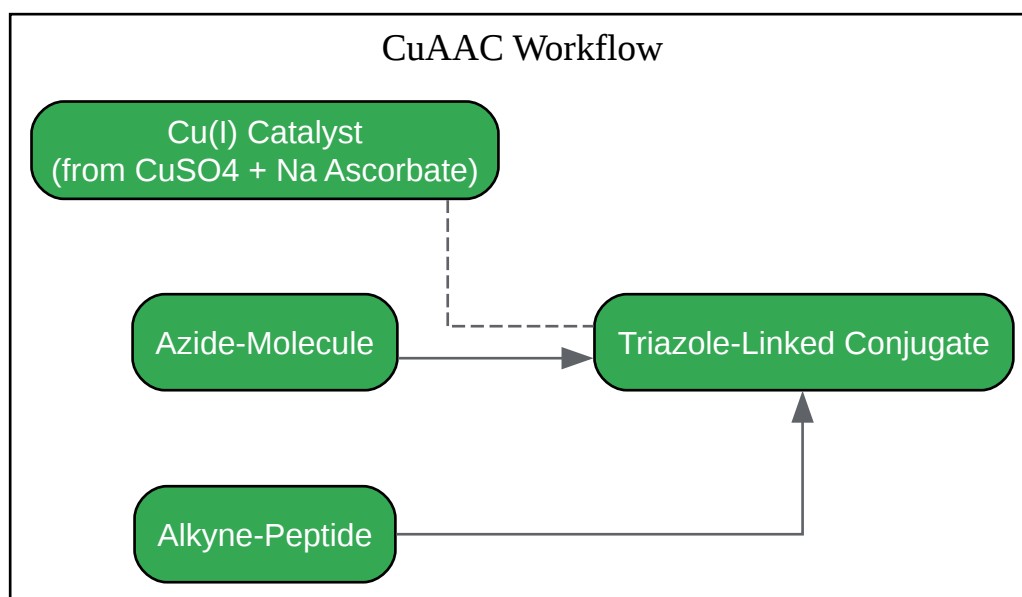 CuAAC Workflow
Cu(I) Catalyst
(from CuSO4 + Na Ascorbate)
Azide-Molecule
Triazole-Linked Conjugate
Alkyne-Peptide